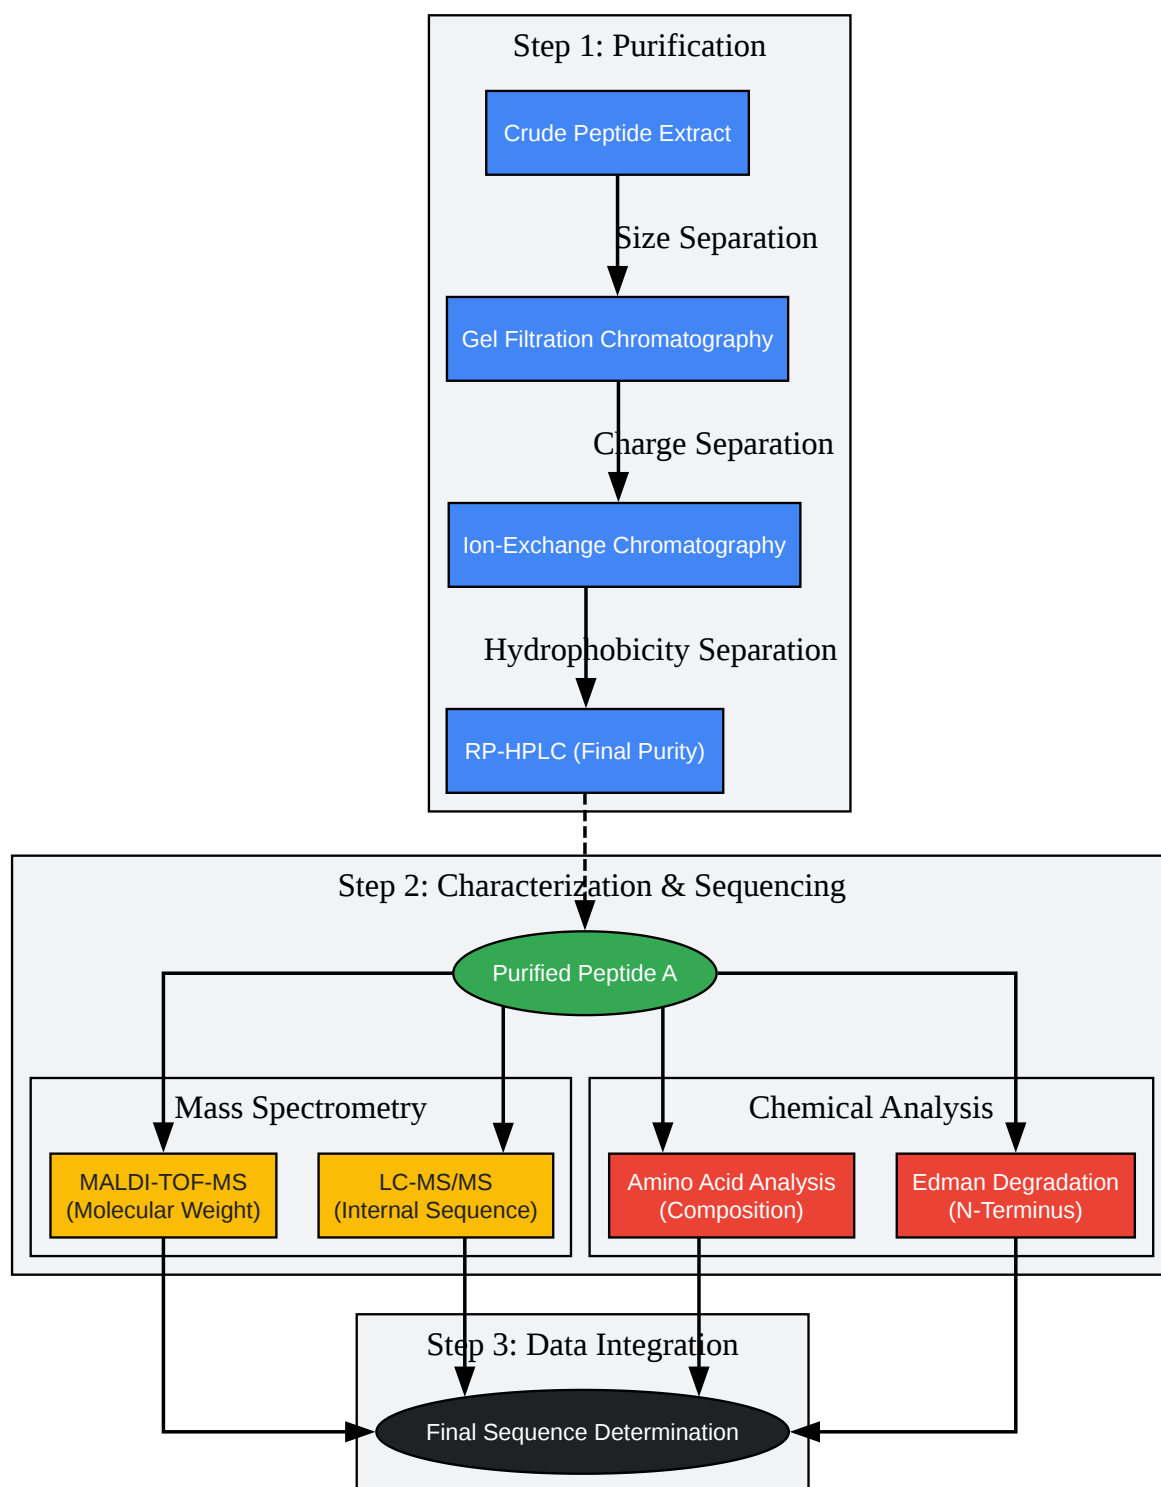 Step 1: Purification
Crude Peptide Extract
Size Separation
Gel Filtration Chromatography
Charge Separation
Ion-Exchange Chromatography
Hydrophobicity Separation
RP-HPLC (Final Purity)
Step 2: Characterization & Sequencing
Purified Peptide A
Mass Spectrometry
Chemical Analysis
MALDI-TOF-MS
(Molecular Weight)
LC-MS/MS
(Internal Sequence)
Amino Acid Analysis
(Composition)
Edman Degradation
(N-Terminus)
Step 3: Data Integration
Final Sequence Determination